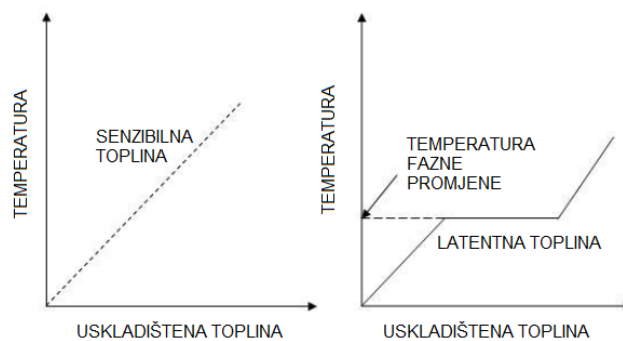 TEMPERATURA
SENZIBILNA
TOPLINA
USKLADIŠTENA TOPLINA
TEMPERATURA
TEMPERATURA
FAZNE
PROMJENE
LATENTNA TOPLINA
USKLADIŠTENA TOPLINA